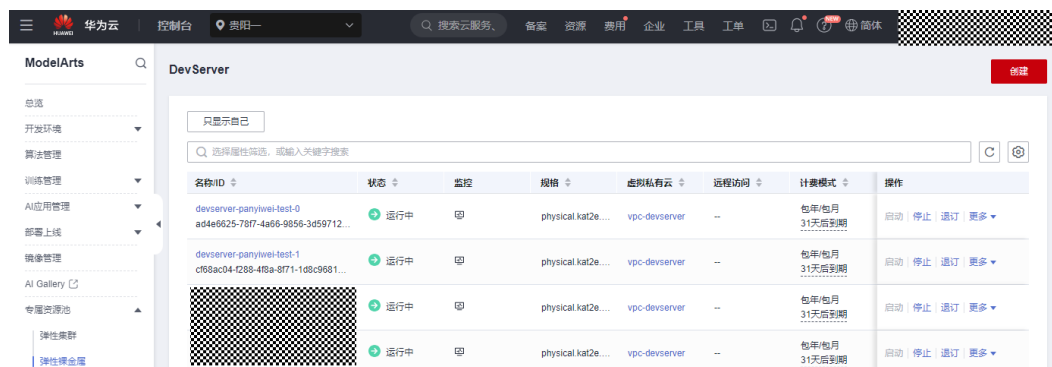 HUAWEI 华为云 控制台 贵阳一 搜索云服务、 备案 资源 费用 企业 工具 工单 NEW 简体
ModelArts
DevServer
创建
总览
开发环境
算法管理
训练管理
AI应用管理
部署上线
镜像管理
AI Gallery
专属资源池
弹性集群
弹性裸金属
只显示自己
选择属性筛选，或输入关键字搜索
名称/ID 状态 监控 规格 虚拟私有云 远程访问 计费模式 操作
devserver-panyiwei-test-0
ad4e6625-78f7-4a66-9856-3d59712...
运行中 physical.kat2e.... vpc-devserver --
包年/包月
31天后到期
启动 停止 退订 更多
devserver-panyiwei-test-1
cf68ac04-f288-4f8a-8f71-1d8c9681...
运行中 physical.kat2e.... vpc-devserver --
包年/包月
31天后到期
启动 停止 退订 更多
运行中 physical.kat2e.... vpc-devserver --
包年/包月
31天后到期
启动 停止 退订 更多
运行中 physical.kat2e.... vpc-devserver --
包年/包月
31天后到期
启动 停止 退订 更多